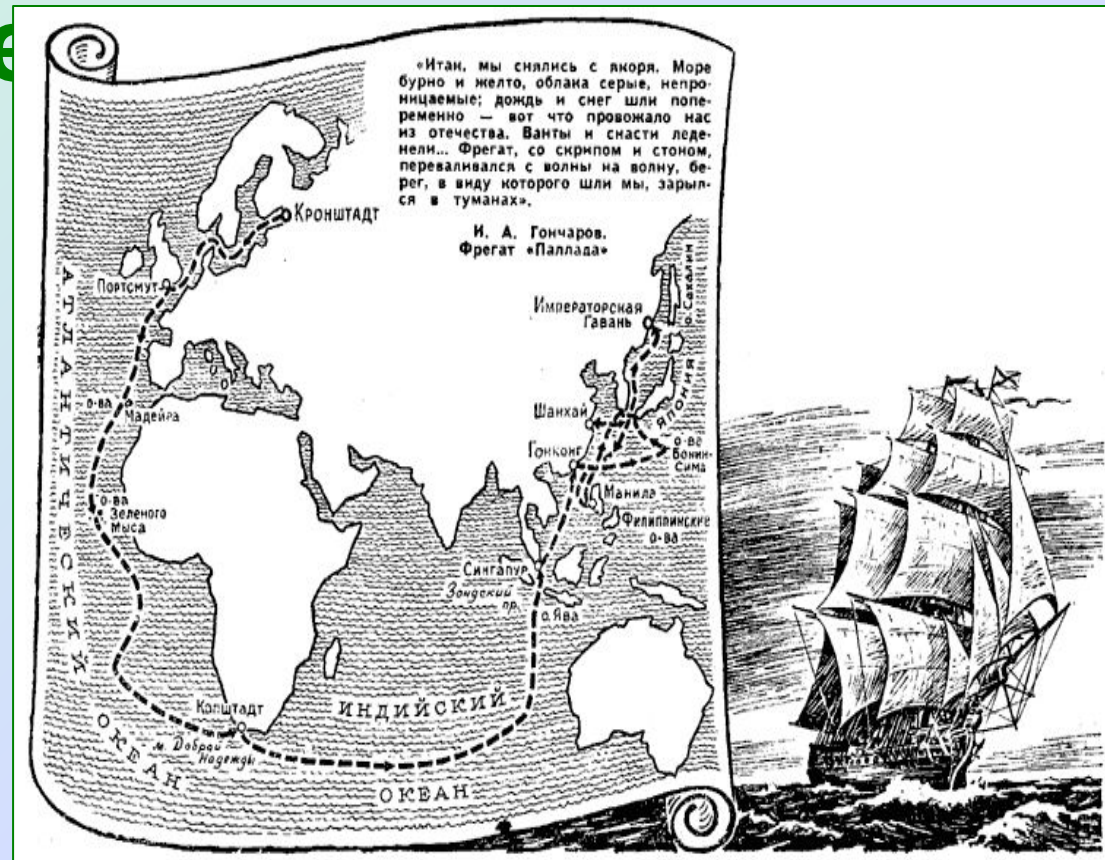 е
«Итак, мы снялись с якоря. Море
бурно и желто, облака серые, непро-
ницаемые; дождь и снег шли попе-
ременно — вот что провожало нас
из отечества. Ванты и снасти леде-
нели... Фрегат, со скрипом и стоном,
переваливался с волны на волну, бе-
рег, в виду которого шли мы, зарыл-
ся в туманах».
И. А. Гончаров.
Фрегат «Паллада»
КРОНШТАДТ
ПОРТСМУТ
ИМПЕРАТОРСКАЯ
ГАВАНЬ
о. Сахалин
ЯПОНИЯ
ШАНХАЙ
о-ва
Бонин-
Сима
ГОНКОНГ
МАНИЛА
ФИЛИППИНСКИЕ
о-ва
о-ва
МАДЕЙРА
о-ва
ЗЕЛЕНОГО
МЫСА
СИНГАПУР
Зондский
пр.
о. ЯВА
КАПШТАДТ
м. Доброй
Надежды
АТЛАНТИЧЕСКИЙ
ОКЕАН
ИНДИЙСКИЙ
ОКЕАН